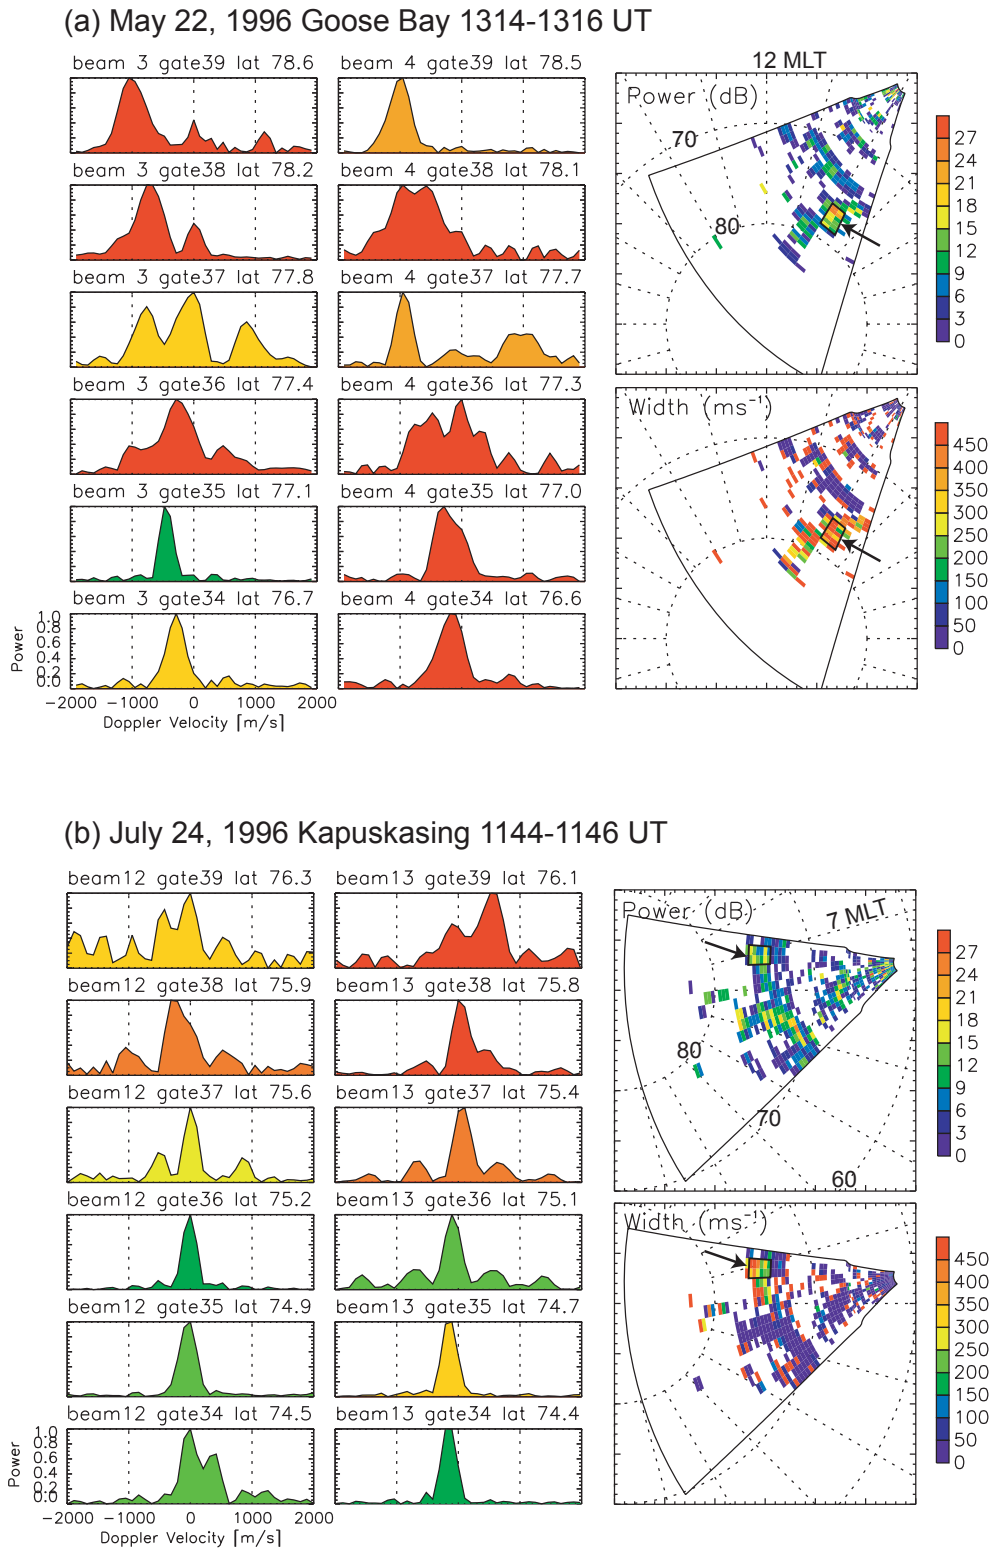 (a) May 22, 1996 Goose Bay 1314-1316 UT
beam 3 gate39 lat 78.6
beam 4 gate39 lat 78.5
beam 3 gate38 lat 78.2
beam 4 gate38 lat 78.1
beam 3 gate37 lat 77.8
beam 4 gate37 lat 77.7
beam 3 gate36 lat 77.4
beam 4 gate36 lat 77.3
beam 3 gate35 lat 77.1
beam 4 gate35 lat 77.0
beam 3 gate34 lat 76.7
beam 4 gate34 lat 76.6
Power
1.0
0.8
0.6
0.4
0.2
0.0
-2000 -1000 0 1000 2000
Doppler Velocity [m/s]
12 MLT
Power (dB)
70
80
27
24
21
18
15
12
9
6
3
0
Width (ms-1)
450
400
350
300
250
200
150
100
50
0
(b) July 24, 1996 Kapuskasing 1144-1146 UT
beam12 gate39 lat 76.3
beam13 gate39 lat 76.1
beam12 gate38 lat 75.9
beam13 gate38 lat 75.8
beam12 gate37 lat 75.6
beam13 gate37 lat 75.4
beam12 gate36 lat 75.2
beam13 gate36 lat 75.1
beam12 gate35 lat 74.9
beam13 gate35 lat 74.7
beam12 gate34 lat 74.5
beam13 gate34 lat 74.4
Power
1.0
0.8
0.6
0.4
0.2
0.0
-2000 -1000 0 1000 2000
Doppler Velocity [m/s]
Power (dB)
7 MLT
80
70
60
27
24
21
18
15
12
9
6
3
0
Width (ms-1)
450
400
350
300
250
200
150
100
50
0